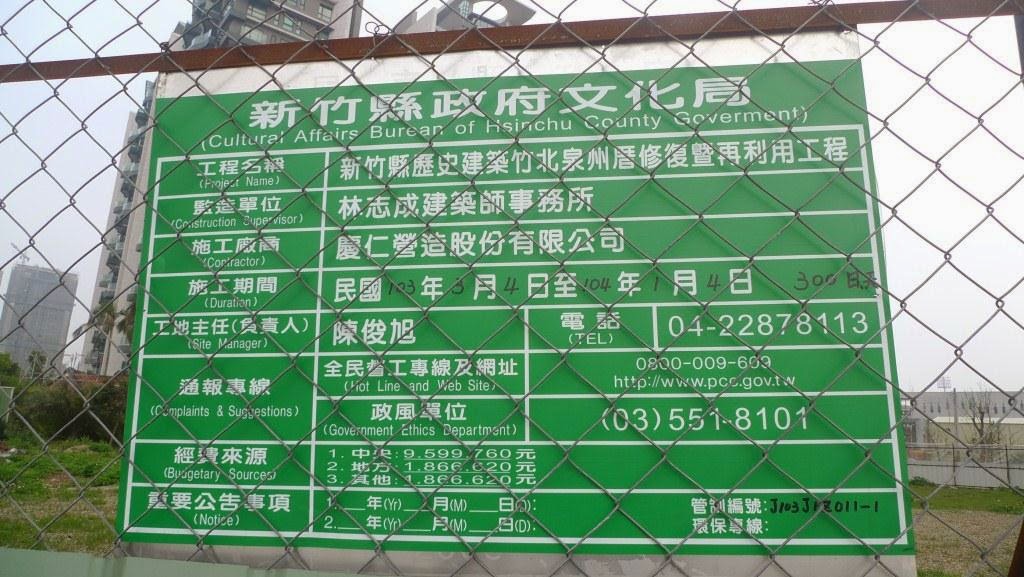 新竹縣政府文化局
(Cultural Affairs Burean of Hsinchu County Goverment)
工程名稱 新竹縣歷史建築竹北泉州厝修復暨再利用工程
(Project Name)
監造單位 林志成建築師事務所
(Construction Supervisor)
施工廠商 慶仁營造股份有限公司
(Contractor)
施工期間 民國103年3月4日至104年1月4日 300日天
(Duration)
工地主任(負責人) 陳俊旭 電話 04-22878113
(Site Manager) (TEL)
通報專線
(Complaints & Suggestions)
全民督工專線及網址 0800-009-609
(Hot Line and Web Site) http://www.pcc.gov.tw
政風單位 (03)551-8101
(Government Ethics Department)
經費來源
(Budgetary Sources)
1. 中央: 9.599.760元
2. 地方: 1.866.620元
3. 其他: 1.866.620元
重要公告事項
(Notice)
1.__年(Yr)__月(M)__日(D): 管制編號:J103J1Z011-1
2.__年(Yr)__月(M)__日(D): 環保專線: